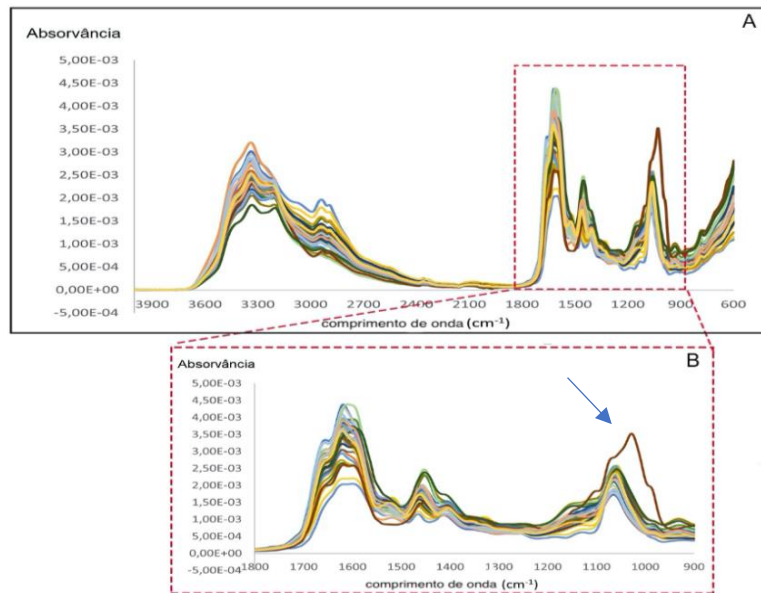 A
Absorvância
5,00E-03
4,50E-03
4,00E-03
3,50E-03
3,00E-03
2,50E-03
2,00E-03
1,50E-03
1,00E-03
5,00E-04
0,00E+00
-5,00E-04
3900 3600 3300 3000 2700 2400 2100 1800 1500 1200 900 600
comprimento de onda (cm⁻¹)
B
Absorvância
5,00E-03
4,50E-03
4,00E-03
3,50E-03
3,00E-03
2,50E-03
2,00E-03
1,50E-03
1,00E-03
5,00E-04
0,00E+00
-5,00E-04
1800 1700 1600 1500 1400 1300 1200 1100 1000 900
comprimento de onda (cm⁻¹)